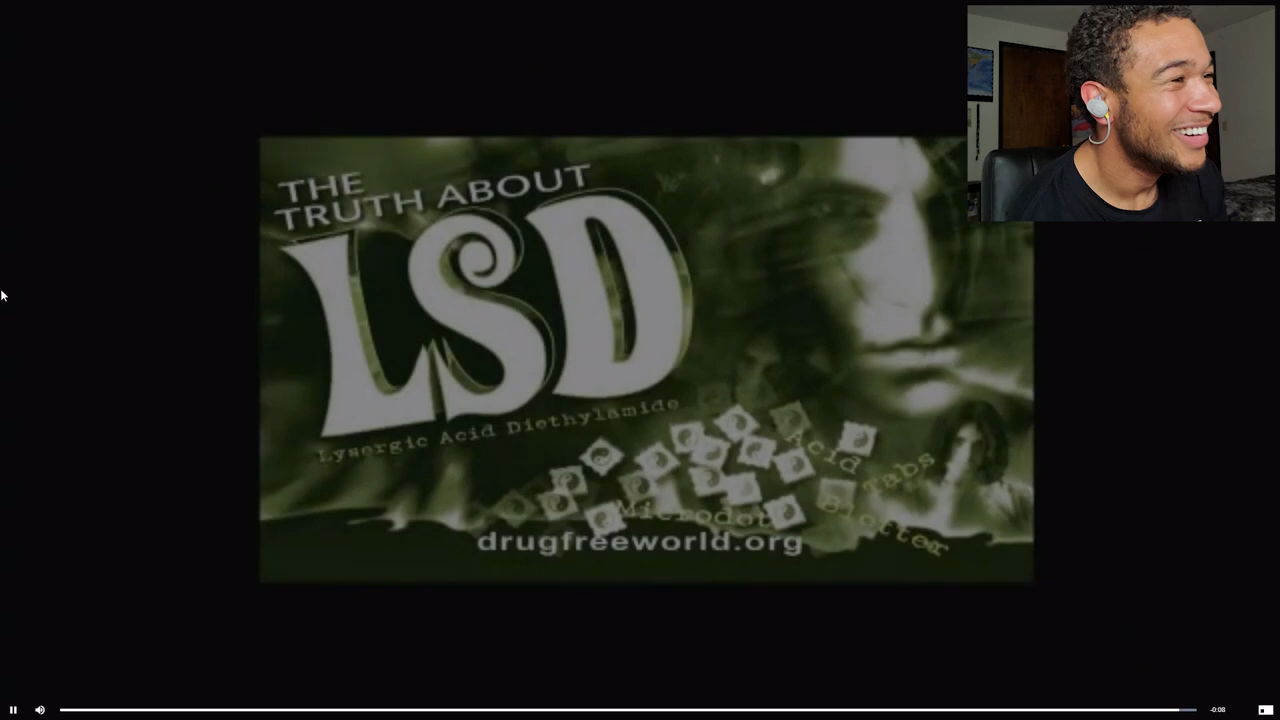 THE
TRUTH ABOUT
LSD
Lysergic Acid Diethylamide
Acid
Tabs
Microdot
Blotter
drugfreeworld.org
-0:08